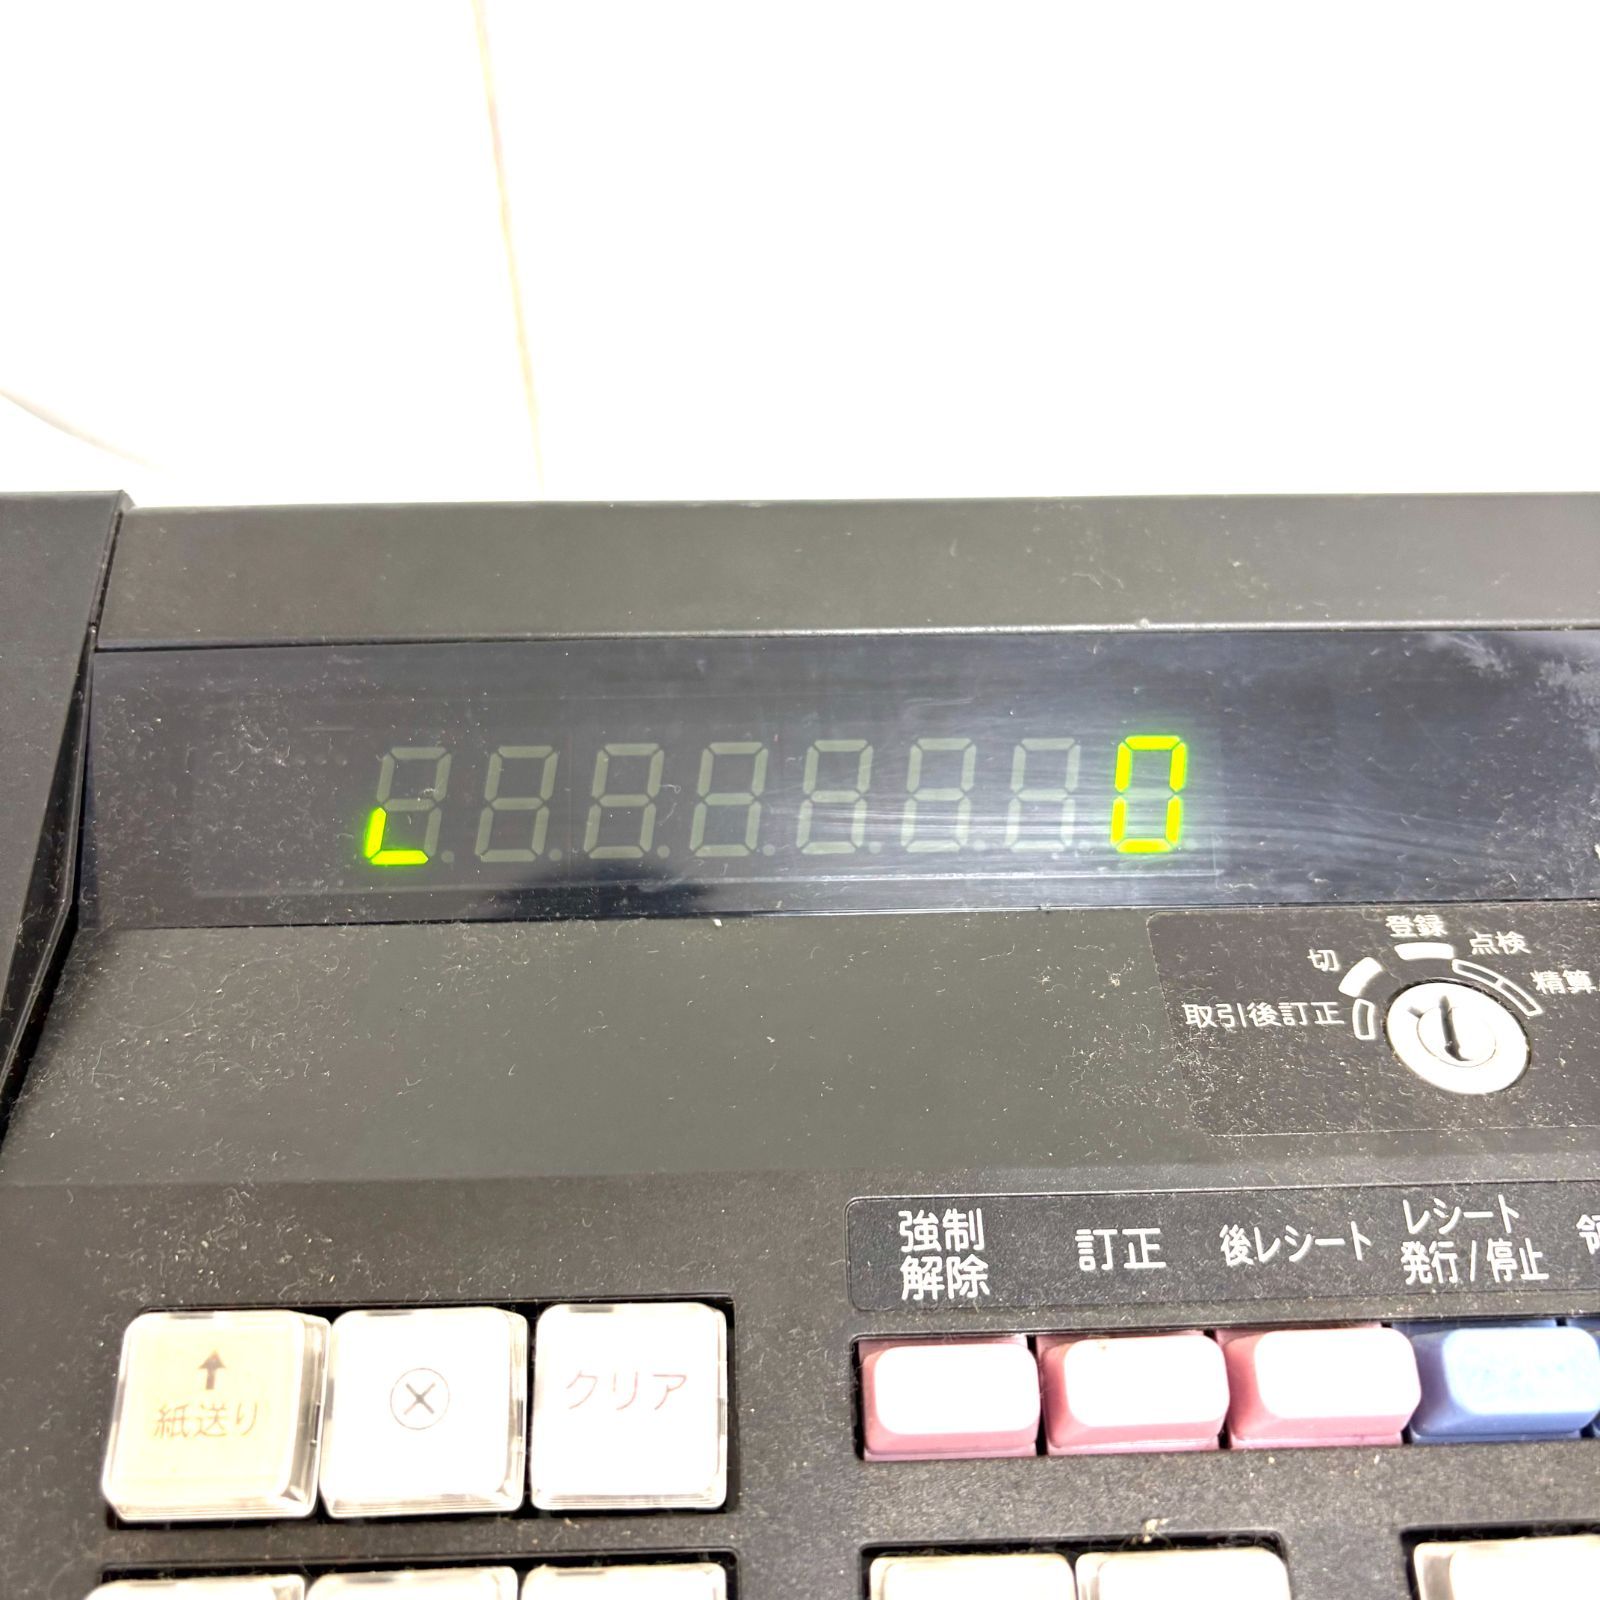 0
登録
切
点検
精算
取引後訂正
強制
解除
訂正
後レシート
レシート
発行/停止
紙送り
クリア